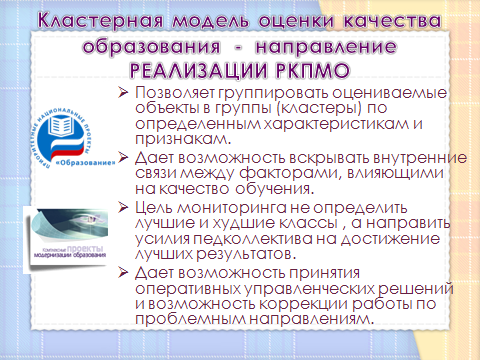 Кластерная модель оценки качества
образования - направление
РЕАЛИЗАЦИИ РКПМО
Позволяет группировать оцениваемые
объекты в группы (кластеры) по
определенным характеристикам и
признакам.
Дает возможность вскрывать внутренние
связи между факторами, влияющими
на качество обучения.
Цель мониторинга не определить
лучшие и худшие классы , а направить
усилия педколлектива на достижение
лучших результатов.
Дает возможность принятия
оперативных управленческих решений
и возможность коррекции работы по
проблемным направлениям.
ПРИОРИТЕТНЫЕ НАЦИОНАЛЬНЫЕ ПРОЕКТЫ
«Образование»
Комплексные проекты
модернизации образования